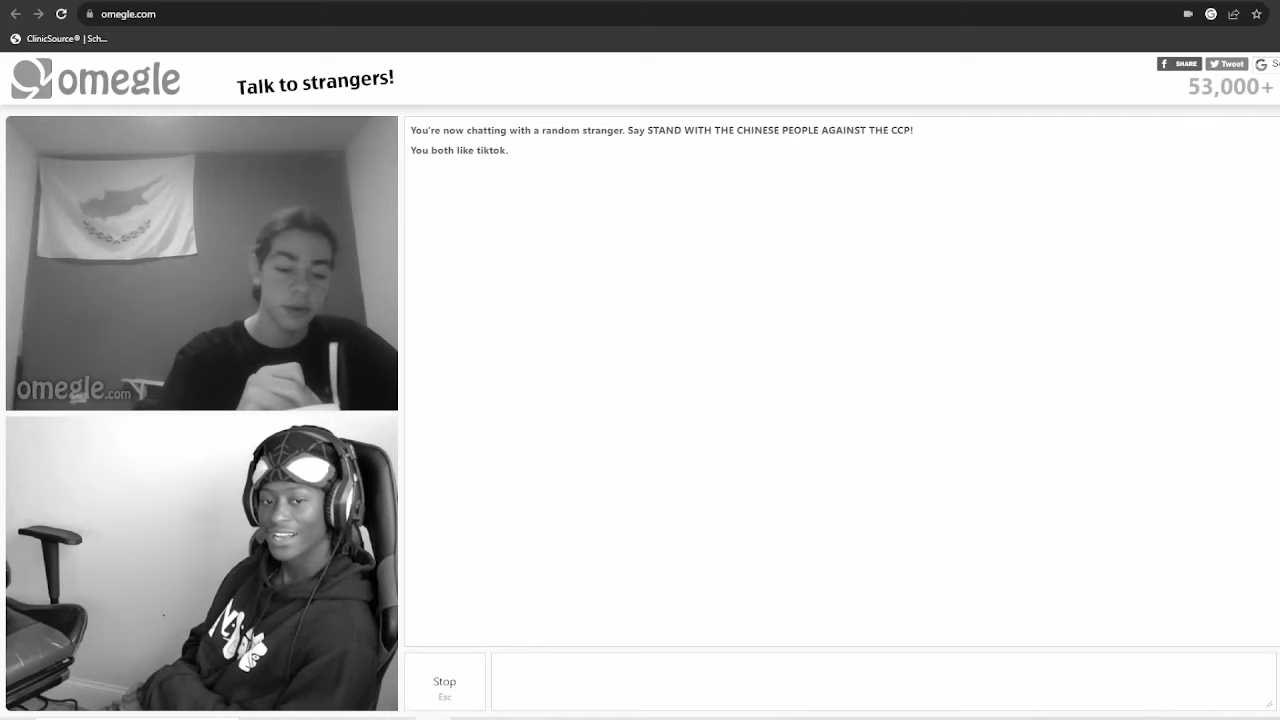 omegle.com
ClinicSource® | Sch...
omegle
Talk to strangers!
SHARE
Tweet
53,000+
You're now chatting with a random stranger. Say STAND WITH THE CHINESE PEOPLE AGAINST THE CCP!
You both like tiktok.
omegle.com
Stop
Esc